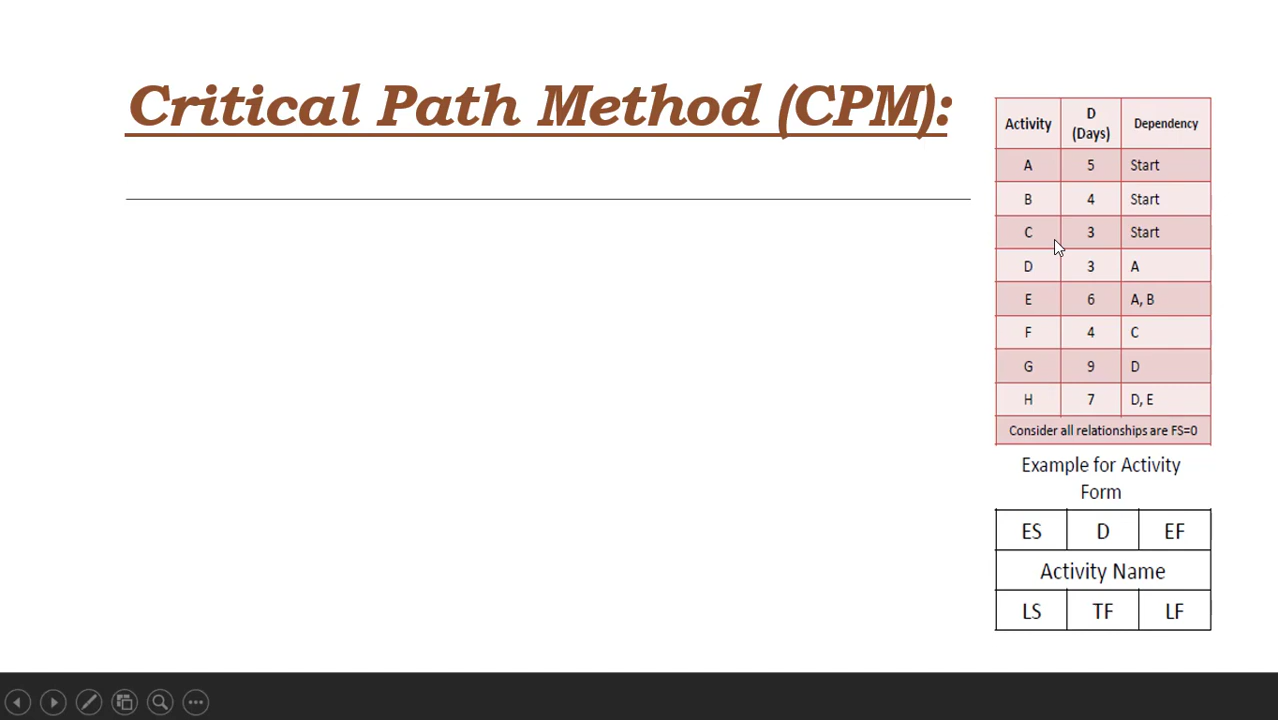 Critical Path Method (CPM):
Activity D (Days) Dependency
A 5 Start
B 4 Start
C 3 Start
D 3 A
E 6 A, B
F 4 C
G 9 D
H 7 D, E
Consider all relationships are FS=0
Example for Activity
Form
ES D EF
Activity Name
LS TF LF